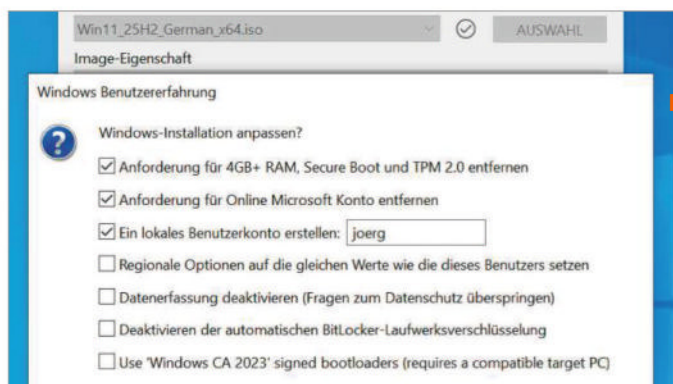 Win11_25H2_German_x64.iso
AUSWAHL
Image-Eigenschaft
Windows Benutzererfahrung
Windows-Installation anpassen?
Anforderung für 4GB+ RAM, Secure Boot und TPM 2.0 entfernen
Anforderung für Online Microsoft Konto entfernen
Ein lokales Benutzerkonto erstellen: joerg
Regionale Optionen auf die gleichen Werte wie die dieses Benutzers setzen
Datenerfassung deaktivieren (Fragen zum Datenschutz überspringen)
Deaktivieren der automatischen BitLocker-Laufwerksverschlüsselung
Use 'Windows CA 2023' signed bootloaders (requires a compatible target PC)